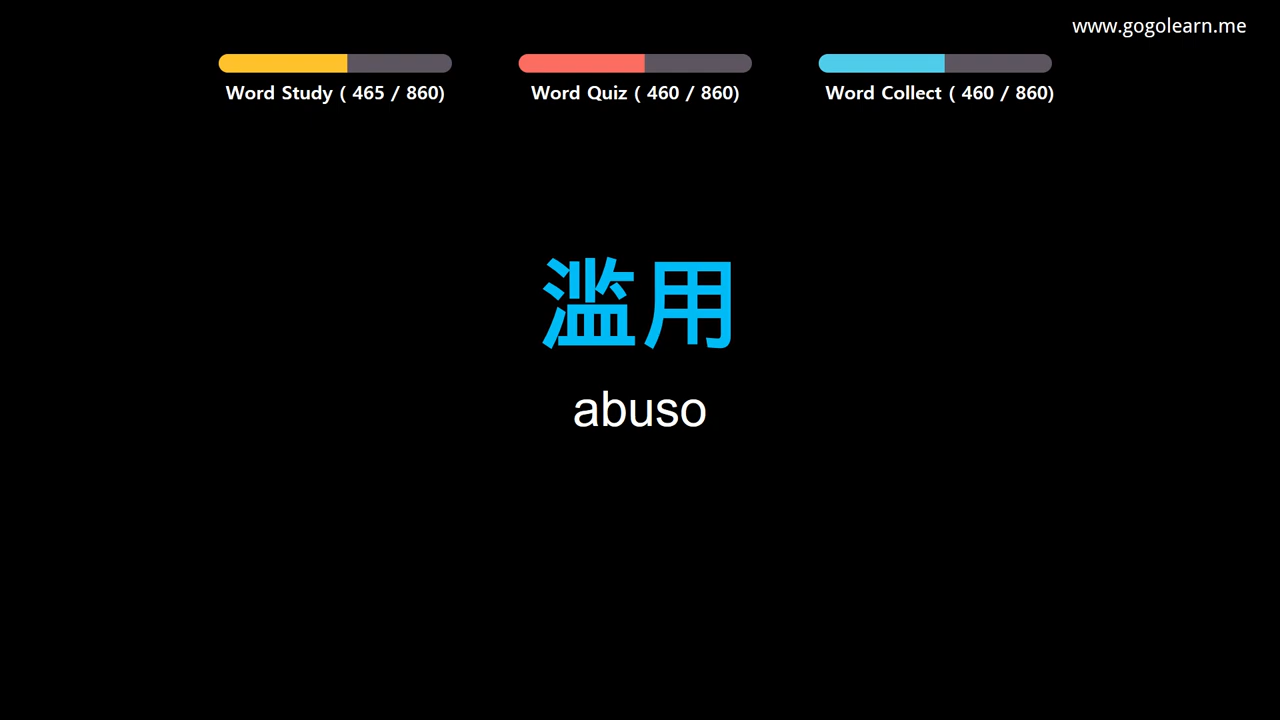 www.gogolearn.me
Word Study ( 465 / 860)
Word Quiz ( 460 / 860)
Word Collect ( 460 / 860)
滥用
abuso